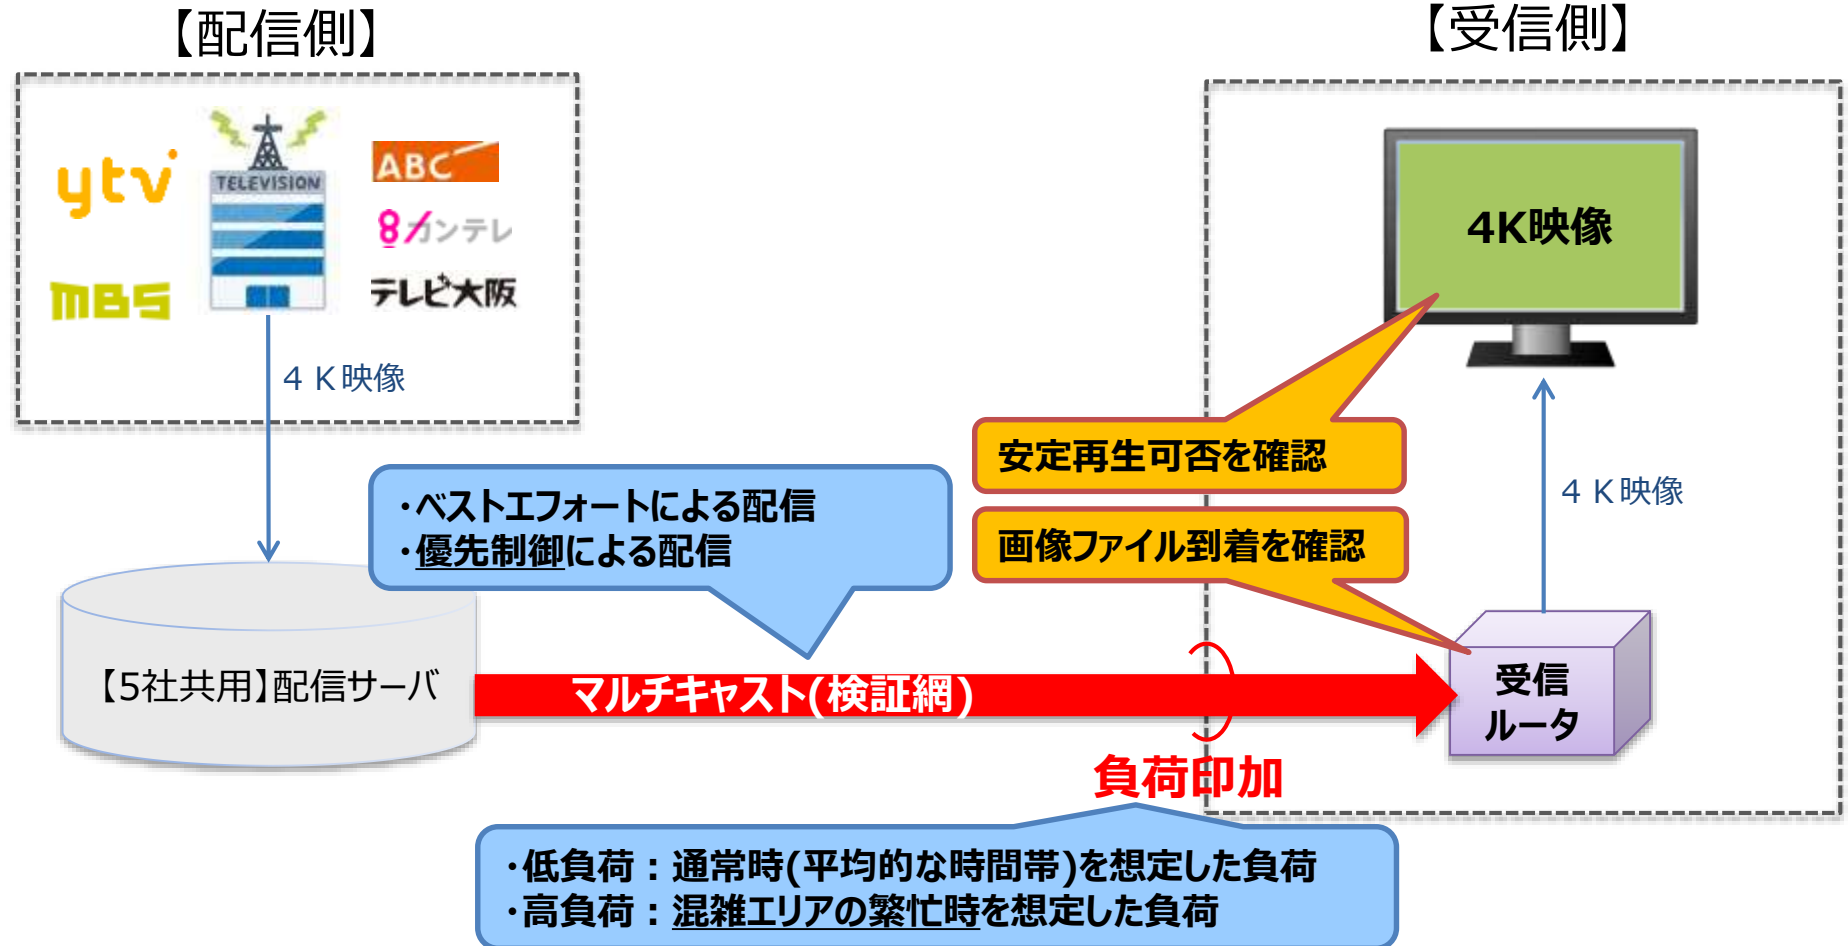 【配信側】
【受信側】
ytv
TELEVISION
ABC
8カンテレ
MBS
テレビ大阪
4K映像
４Ｋ映像
安定再生可否を確認
・ベストエフォートによる配信
・優先制御による配信
４Ｋ映像
画像ファイル到着を確認
【5社共用】配信サーバ
マルチキャスト(検証網)
受信
ルータ
負荷印加
・低負荷：通常時(平均的な時間帯)を想定した負荷
・高負荷：混雑エリアの繁忙時を想定した負荷